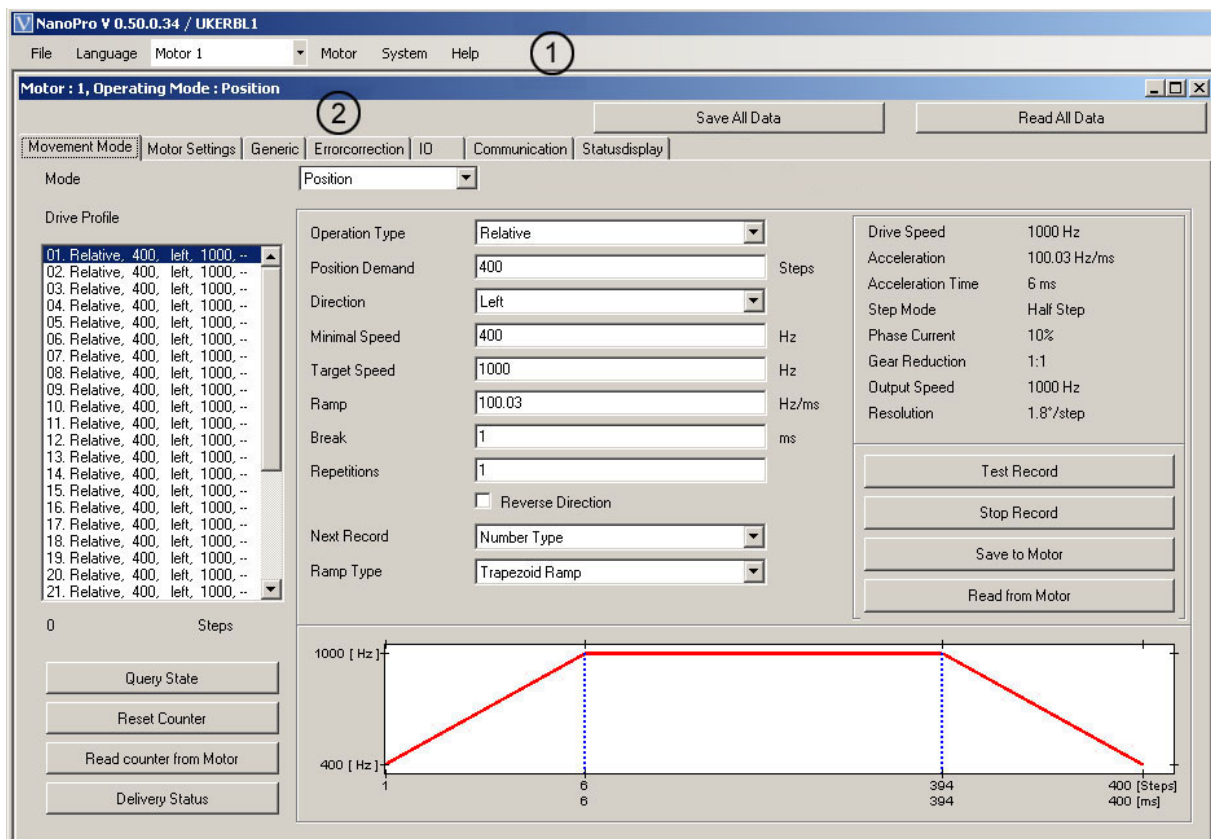 NanoPro V 0.50.0.34 / UKERBL1
File Language Motor 1 Motor System Help 1
Motor : 1, Operating Mode : Position
2
Save All Data Read All Data
Movement Mode Motor Settings Generic Errorcorrection IO Communication Statusdisplay
Mode Position
Drive Profile
01. Relative, 400, left, 1000, --
02. Relative, 400, left, 1000, --
03. Relative, 400, left, 1000, --
04. Relative, 400, left, 1000, --
05. Relative, 400, left, 1000, --
06. Relative, 400, left, 1000, --
07. Relative, 400, left, 1000, --
08. Relative, 400, left, 1000, --
09. Relative, 400, left, 1000, --
10. Relative, 400, left, 1000, --
11. Relative, 400, left, 1000, --
12. Relative, 400, left, 1000, --
13. Relative, 400, left, 1000, --
14. Relative, 400, left, 1000, --
15. Relative, 400, left, 1000, --
16. Relative, 400, left, 1000, --
17. Relative, 400, left, 1000, --
18. Relative, 400, left, 1000, --
19. Relative, 400, left, 1000, --
20. Relative, 400, left, 1000, --
21. Relative, 400, left, 1000, --
0 Steps
Query State
Reset Counter
Read counter from Motor
Delivery Status
Operation Type Relative
Position Demand 400 Steps
Direction Left
Minimal Speed 400 Hz
Target Speed 1000 Hz
Ramp 100.03 Hz/ms
Break 1 ms
Repetitions 1
Reverse Direction
Next Record Number Type
Ramp Type Trapezoid Ramp
Drive Speed 1000 Hz
Acceleration 100.03 Hz/ms
Acceleration Time 6 ms
Step Mode Half Step
Phase Current 10%
Gear Reduction 1:1
Output Speed 1000 Hz
Resolution 1.8°/step
Test Record
Stop Record
Save to Motor
Read from Motor
1000 [ Hz ]
400 [ Hz ]
1 6 394 400 [Steps]
6 394 400 [ms]